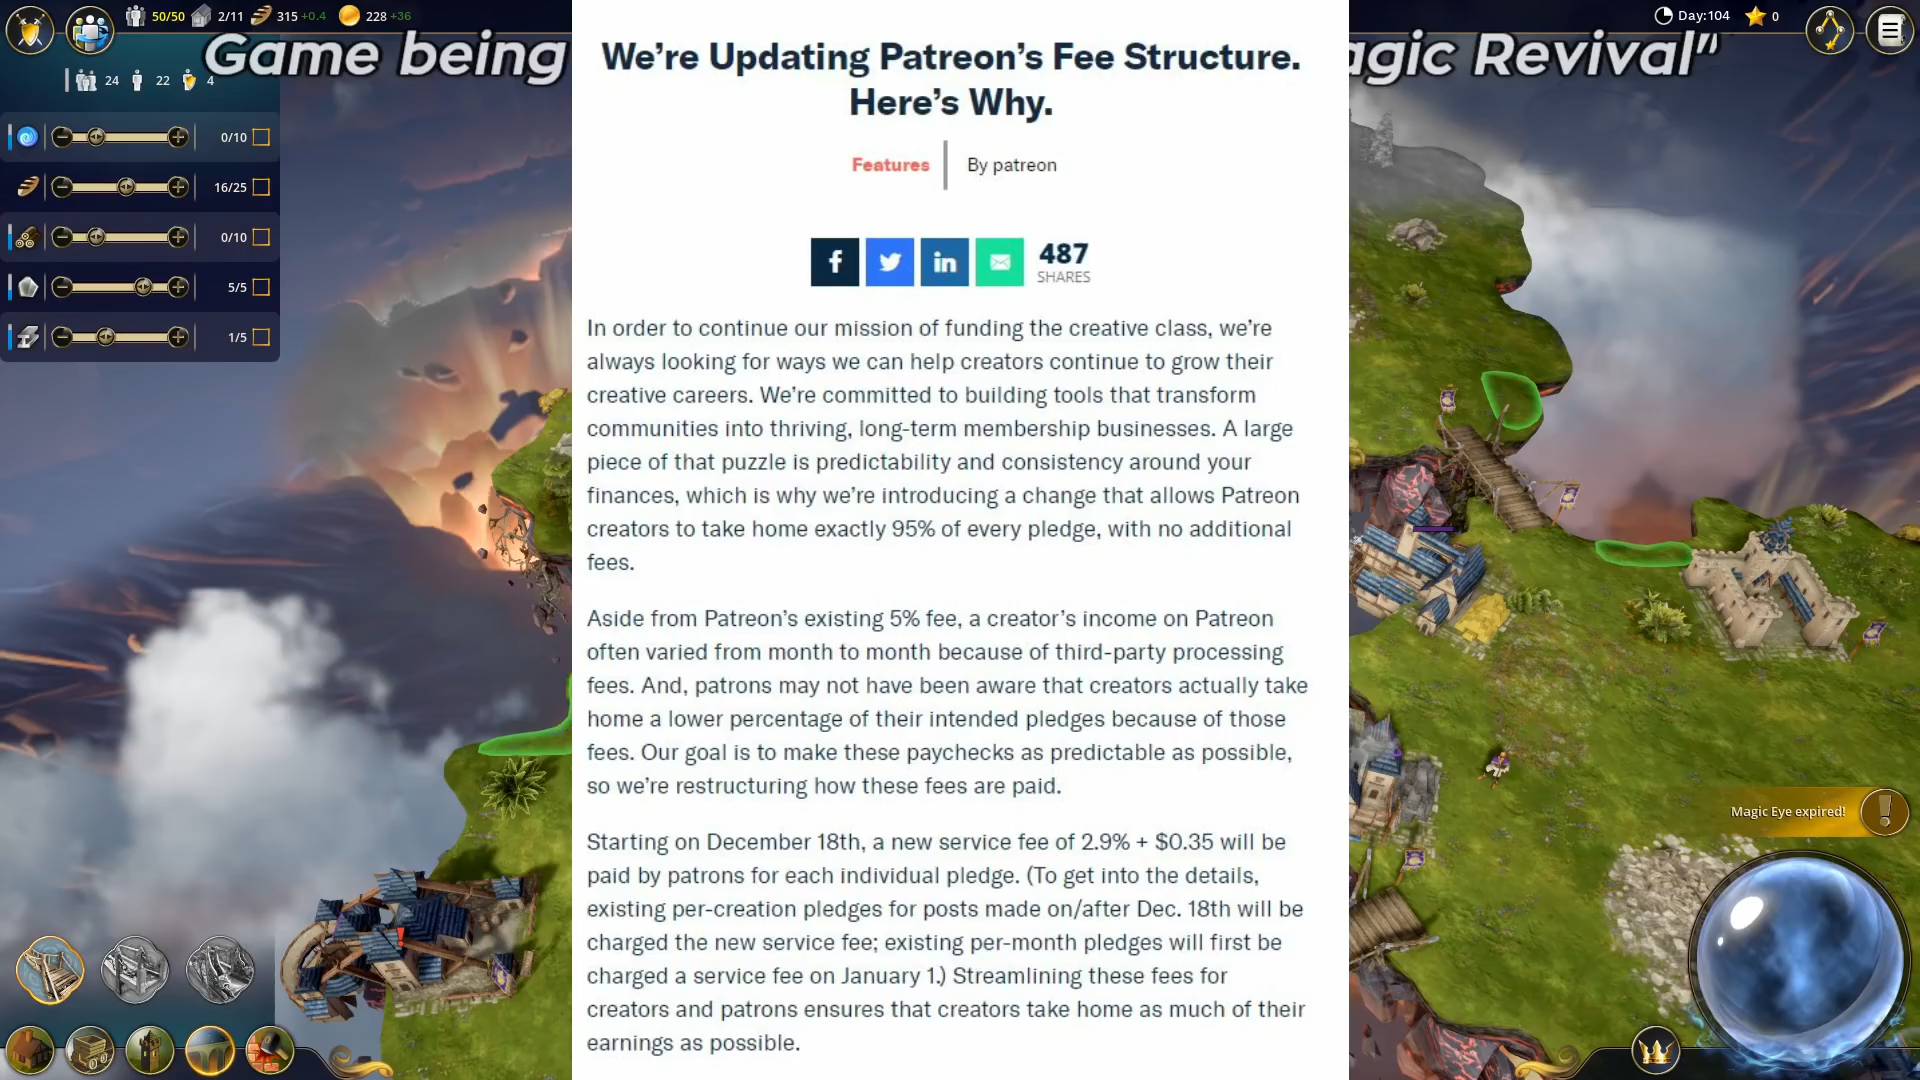 50/50 2/11 315 +0.4 228 +36
Day:104 0
Game being
agic Revival"
24 22 4
0/10
16/25
0/10
5/5
1/5
We’re Updating Patreon’s Fee Structure.
Here’s Why.
Features By patreon
487
SHARES
In order to continue our mission of funding the creative class, we’re
always looking for ways we can help creators continue to grow their
creative careers. We’re committed to building tools that transform
communities into thriving, long-term membership businesses. A large
piece of that puzzle is predictability and consistency around your
finances, which is why we’re introducing a change that allows Patreon
creators to take home exactly 95% of every pledge, with no additional
fees.
Aside from Patreon’s existing 5% fee, a creator’s income on Patreon
often varied from month to month because of third-party processing
fees. And, patrons may not have been aware that creators actually take
home a lower percentage of their intended pledges because of those
fees. Our goal is to make these paychecks as predictable as possible,
so we’re restructuring how these fees are paid.
Starting on December 18th, a new service fee of 2.9% + $0.35 will be
paid by patrons for each individual pledge. (To get into the details,
existing per-creation pledges for posts made on/after Dec. 18th will be
charged the new service fee; existing per-month pledges will first be
charged a service fee on January 1.) Streamlining these fees for
creators and patrons ensures that creators take home as much of their
earnings as possible.
Magic Eye expired!